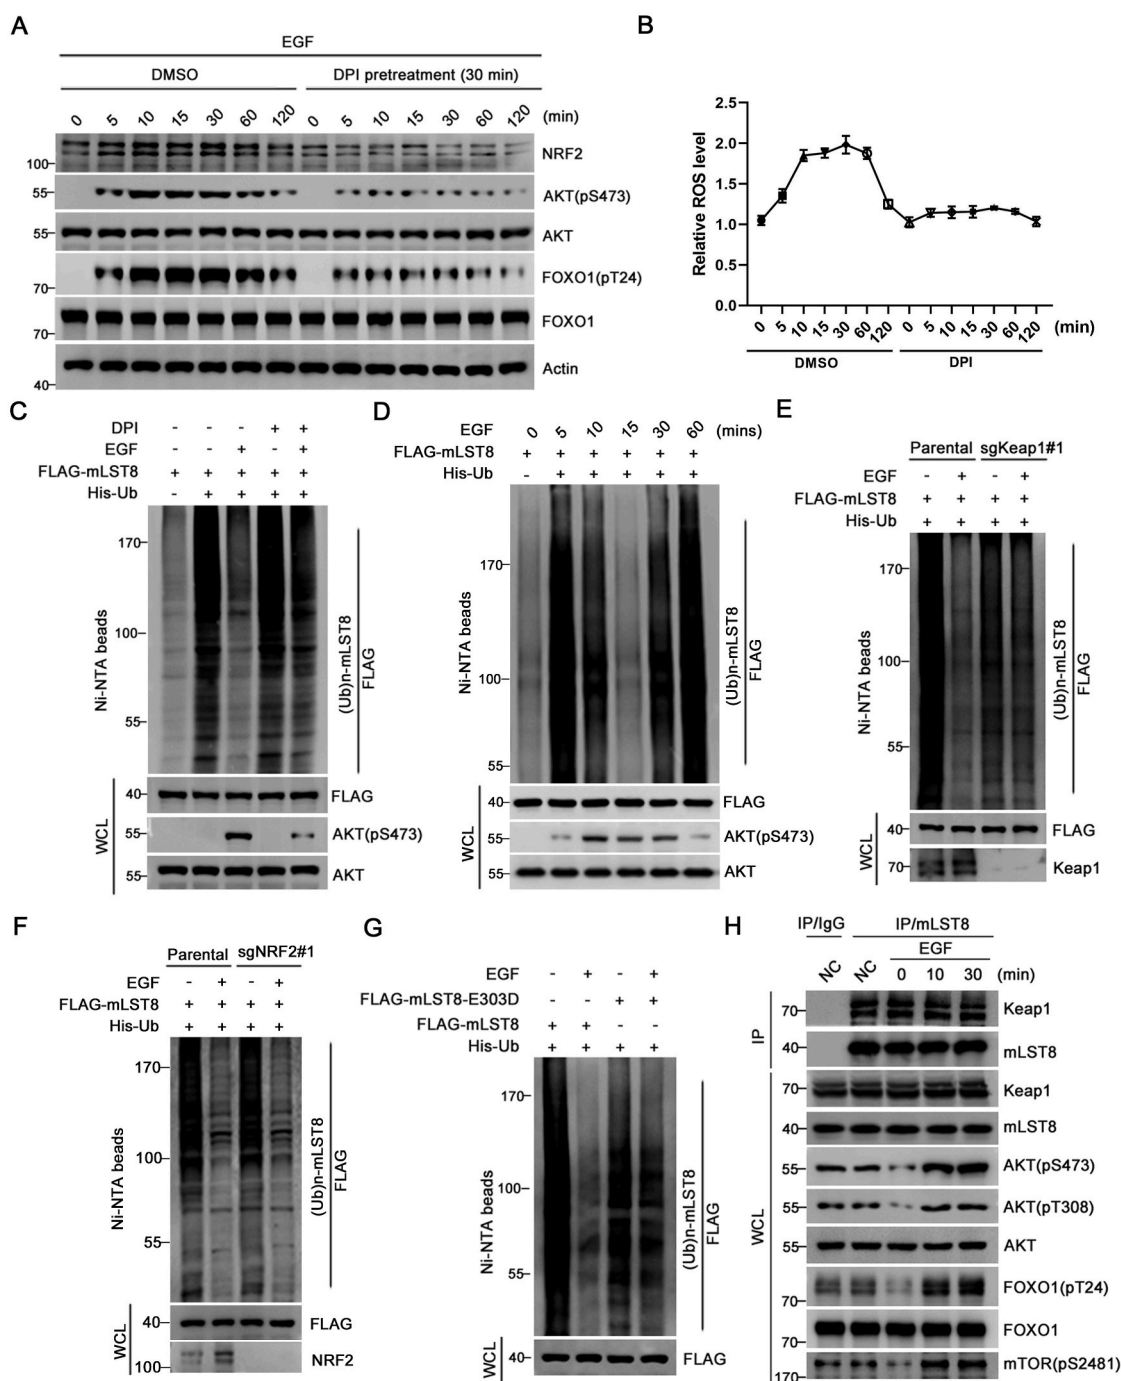 A
EGF
DMSO DPI pretreatment (30 min)
0 5 10 15 30 60 120 0 5 10 15 30 60 120 (min)
100 NRF2
55 AKT(pS473)
55 AKT
70 FOXO1(pT24)
70 FOXO1
40 Actin
B
Relative ROS level
2.5
2.0
1.5
1.0
0.5
0.0
0 5 10 15 30 60 120 0 5 10 15 30 60 120 (min)
DMSO DPI
C
DPI - - - + +
EGF - - + - +
FLAG-mLST8 + + + + +
His-Ub - + + + +
Ni-NTA beads
170
100
55
(Ub)n-mLST8
FLAG
WCL
40 FLAG
55 AKT(pS473)
55 AKT
D
EGF 0 5 10 15 30 60 (mins)
FLAG-mLST8 + + + + + +
His-Ub - + + + + +
Ni-NTA beads
170
100
55
(Ub)n-mLST8
FLAG
WCL
40 FLAG
55 AKT(pS473)
55 AKT
E
Parental sgKeap1#1
EGF - + - +
FLAG-mLST8 + + + +
His-Ub + + + +
Ni-NTA beads
170
100
55
(Ub)n-mLST8
FLAG
WCL
40 FLAG
70 Keap1
F
Parental sgNRF2#1
EGF - + - +
FLAG-mLST8 + + + +
His-Ub + + + +
Ni-NTA beads
170
100
55
(Ub)n-mLST8
FLAG
WCL
40 FLAG
100 NRF2
G
EGF - + - +
FLAG-mLST8-E303D - - + +
FLAG-mLST8 + + - -
His-Ub + + + +
Ni-NTA beads
170
100
55
(Ub)n-mLST8
FLAG
WCL
40 FLAG
H
IP/IgG IP/mLST8
EGF
NC NC 0 10 30 (min)
IP
70 Keap1
40 mLST8
WCL
70 Keap1
40 mLST8
55 AKT(pS473)
55 AKT(pT308)
55 AKT
70 FOXO1(pT24)
70 FOXO1
170 mTOR(pS2481)